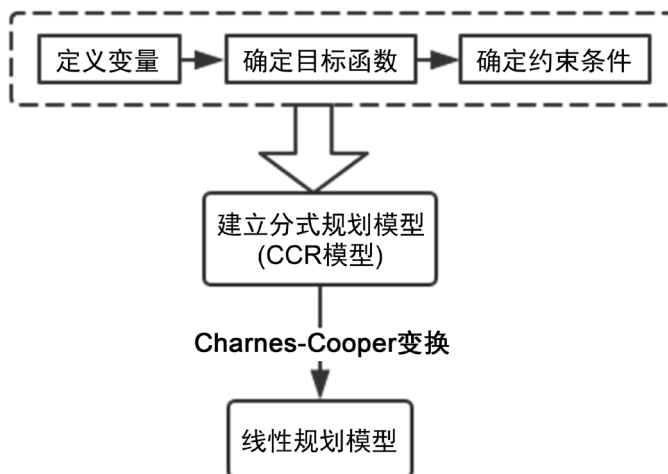 定义变量
确定目标函数
确定约束条件
建立分式规划模型
(CCR模型)
Charnes-Cooper变换
线性规划模型